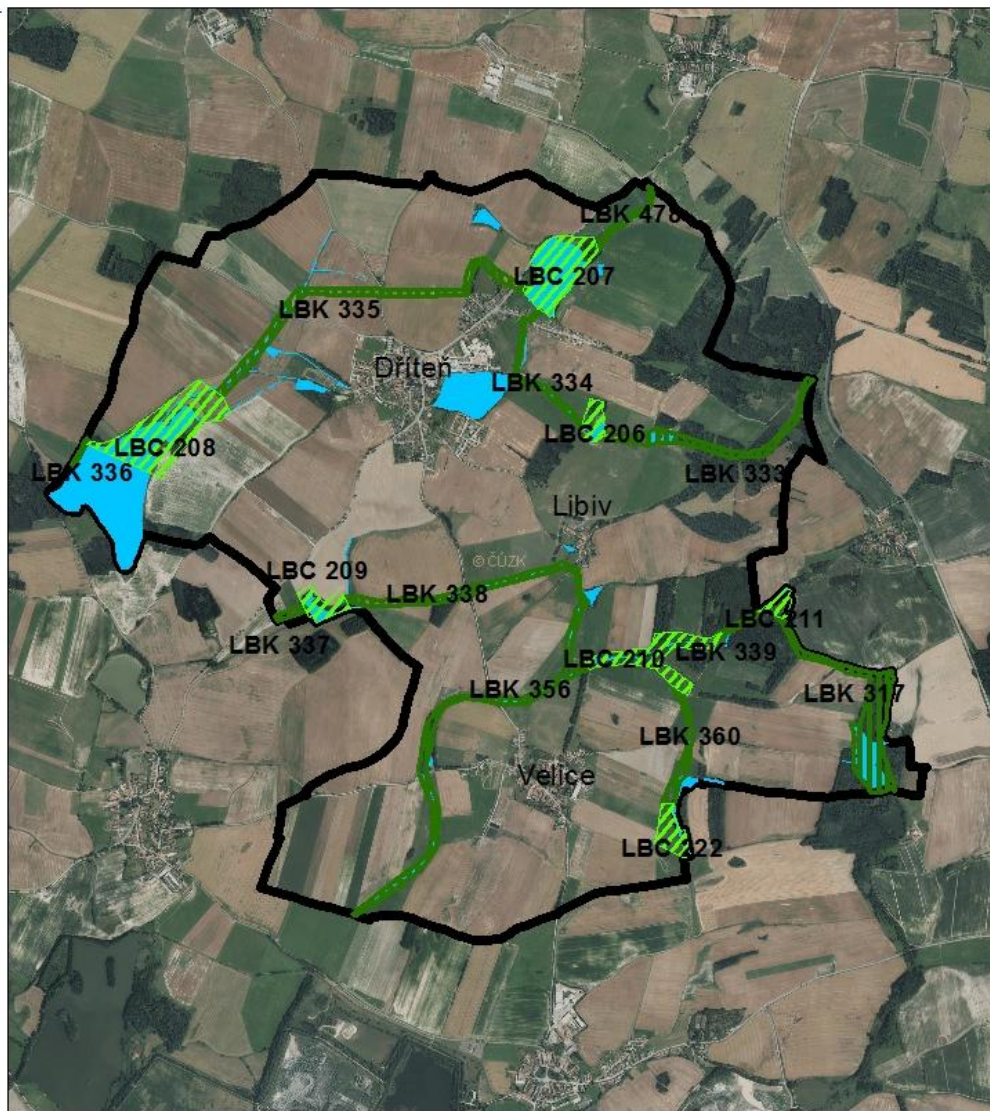 LBK 478
LBC 207
LBK 335
Dříteň
LBK 334
LBC 206
LBC 208
LBK 336
LBK 333
Libiv
© ČÚZK
LBC 209
LBK 338
LBC 211
LBK 337
LBC 210
LBK 339
LBK 356
LBK 317
LBK 360
Velice
LBC 222